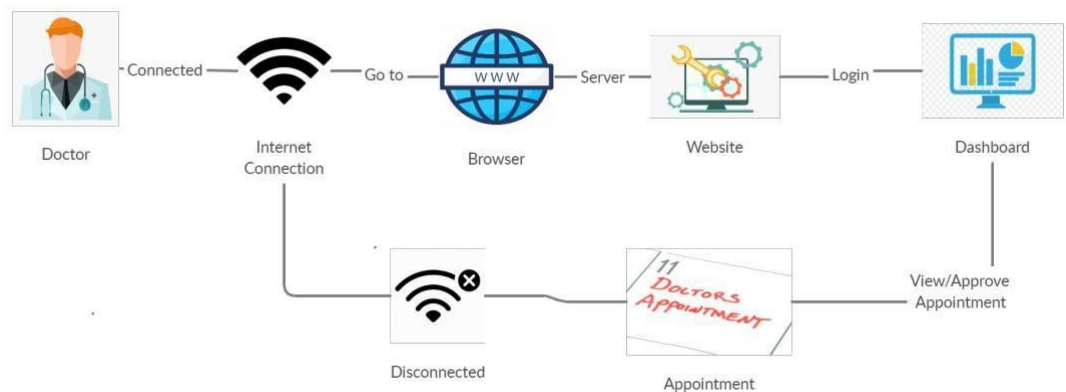 Connected
Go to
WWW
Server
Login
Doctor
Internet
Connection
Browser
Website
Dashboard
View/Approve
Appointment
11
DOCTORS
APPOINTMENT
Disconnected
Appointment